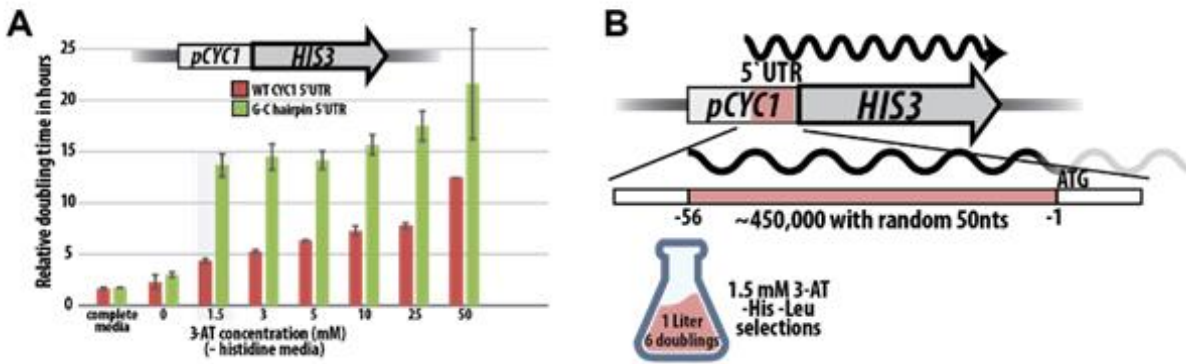 A
Relative doubling time in hours
25
20
15
10
5
0
pCYC1
HIS3
WT CYC1 5'UTR
G-C hairpin 5'UTR
complete
media
0
1.5
3
5
10
25
50
3-AT concentration (mM)
(– histidine media)
B
5`UTR
pCYC1
HIS3
ATG
-56
-1
~450,000 with random 50nts
1 Liter
6 doublings
1.5 mM 3-AT
-His -Leu
selections